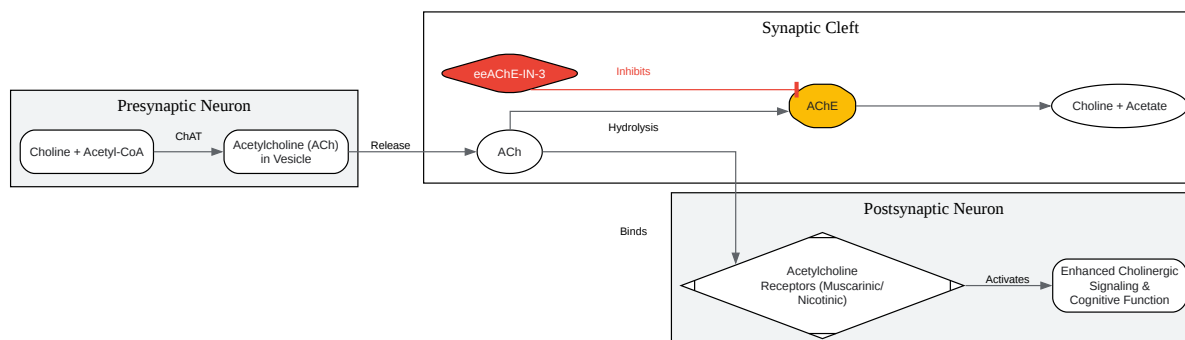 Synaptic Cleft
eeAChE-IN-3
Inhibits
Presynaptic Neuron
AChE
Choline + Acetate
Hydrolysis
ChAT
Choline + Acetyl-CoA
Acetylcholine (ACh)
in Vesicle
Release
ACh
Postsynaptic Neuron
Binds
Acetylcholine
Receptors (Muscarinic/
Nicotinic)
Activates
Enhanced Cholinergic
Signaling &
Cognitive Function